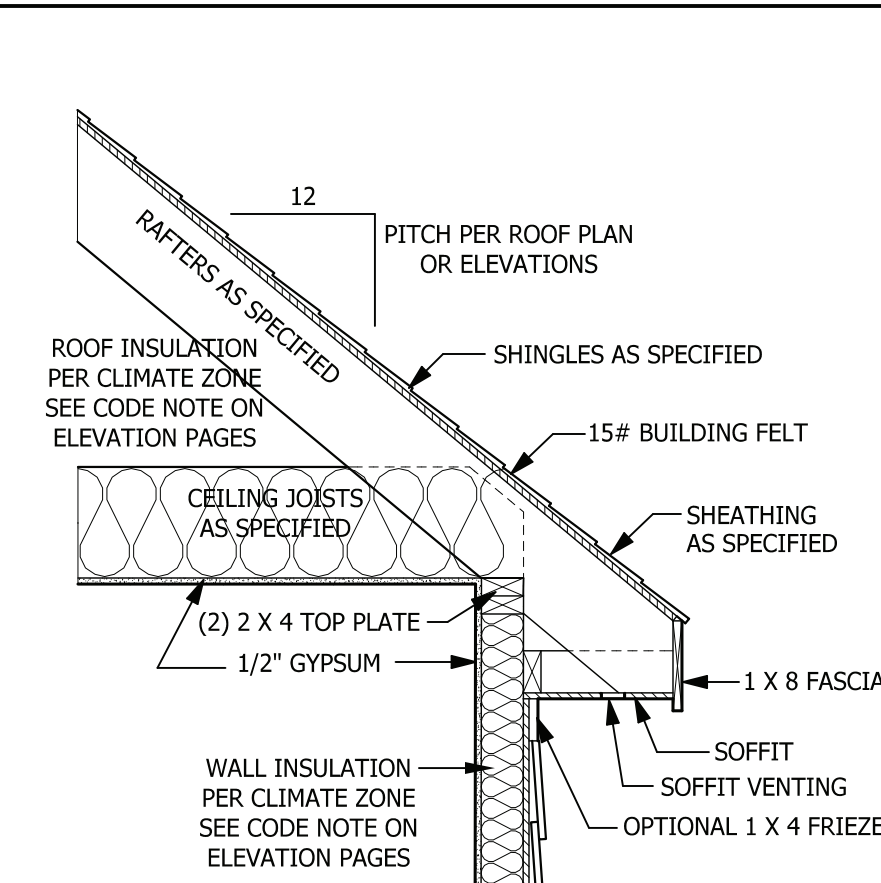 12
PITCH PER ROOF PLAN
OR ELEVATIONS
RAFTERS AS SPECIFIED
ROOF INSULATION
PER CLIMATE ZONE
SEE CODE NOTE ON
ELEVATION PAGES
SHINGLES AS SPECIFIED
15# BUILDING FELT
CEILING JOISTS
AS SPECIFIED
SHEATHING
AS SPECIFIED
(2) 2 X 4 TOP PLATE
1/2" GYPSUM
1 X 8 FASCIA
SOFFIT
WALL INSULATION
PER CLIMATE ZONE
SEE CODE NOTE ON
ELEVATION PAGES
SOFFIT VENTING
OPTIONAL 1 X 4 FRIEZE